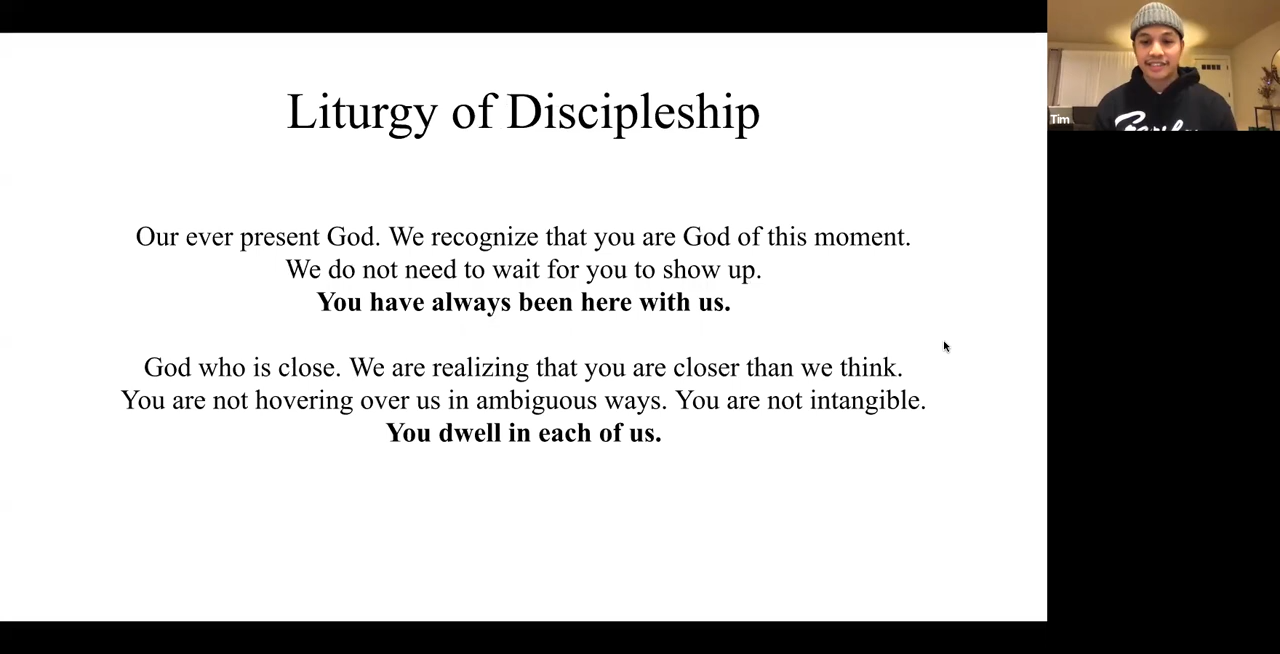 Liturgy of Discipleship
Our ever present God. We recognize that you are God of this moment.
We do not need to wait for you to show up.
You have always been here with us.
God who is close. We are realizing that you are closer than we think.
You are not hovering over us in ambiguous ways. You are not intangible.
You dwell in each of us.
Tim